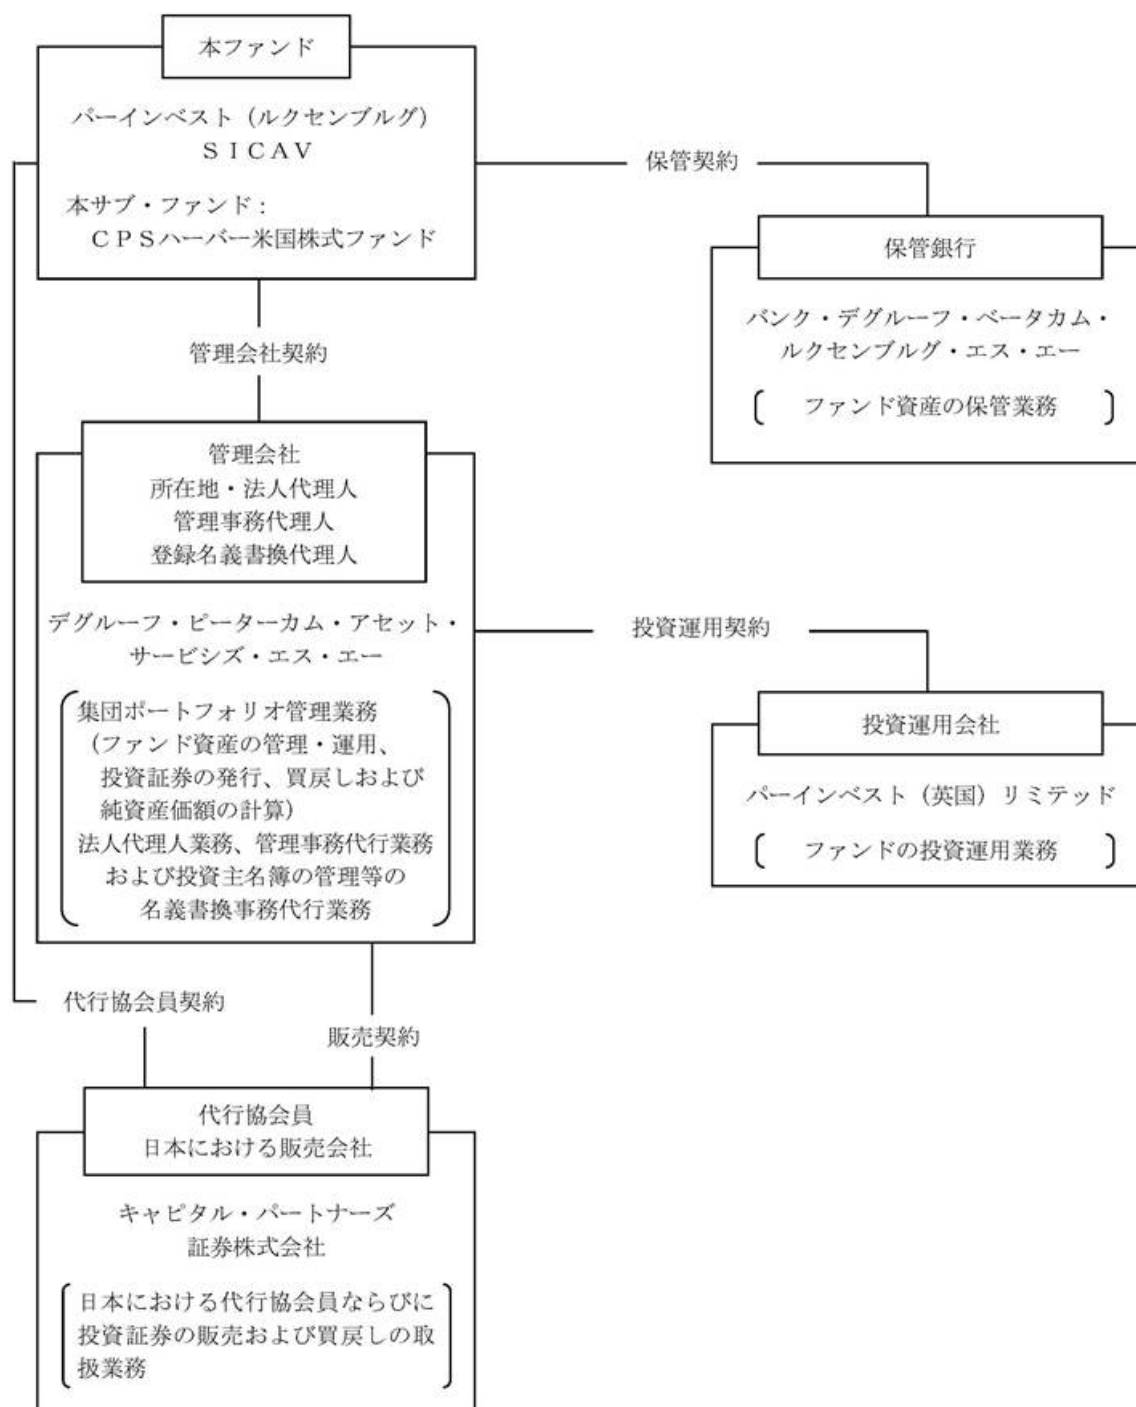 本ファンド
パーインベスト（ルクセンブルグ）
ＳＩＣＡＶ
本サブ・ファンド：
ＣＰＳハーバー米国株式ファンド
保管契約
保管銀行
バンク・デグルーフ・ペータカム・
ルクセンブルグ・エス・エー
ファンド資産の保管業務
管理会社契約
管理会社
所在地・法人代理人
管理事務代理人
登録名義書換代理人
デグルーフ・ピーターカム・アセット・
サービシズ・エス・エー
集団ポートフォリオ管理業務
（ファンド資産の管理・運用、
投資証券の発行、買戻しおよび
純資産価額の計算）
法人代理人業務、管理事務代行業務
および投資主名簿の管理等の
名義書換事務代行業務
投資運用契約
投資運用会社
パーインベスト（英国）リミテッド
ファンドの投資運用業務
代行協会員契約
販売契約
代行協会員
日本における販売会社
キャピタル・パートナーズ
証券株式会社
日本における代行協会員ならびに
投資証券の販売および買戻しの取
扱業務